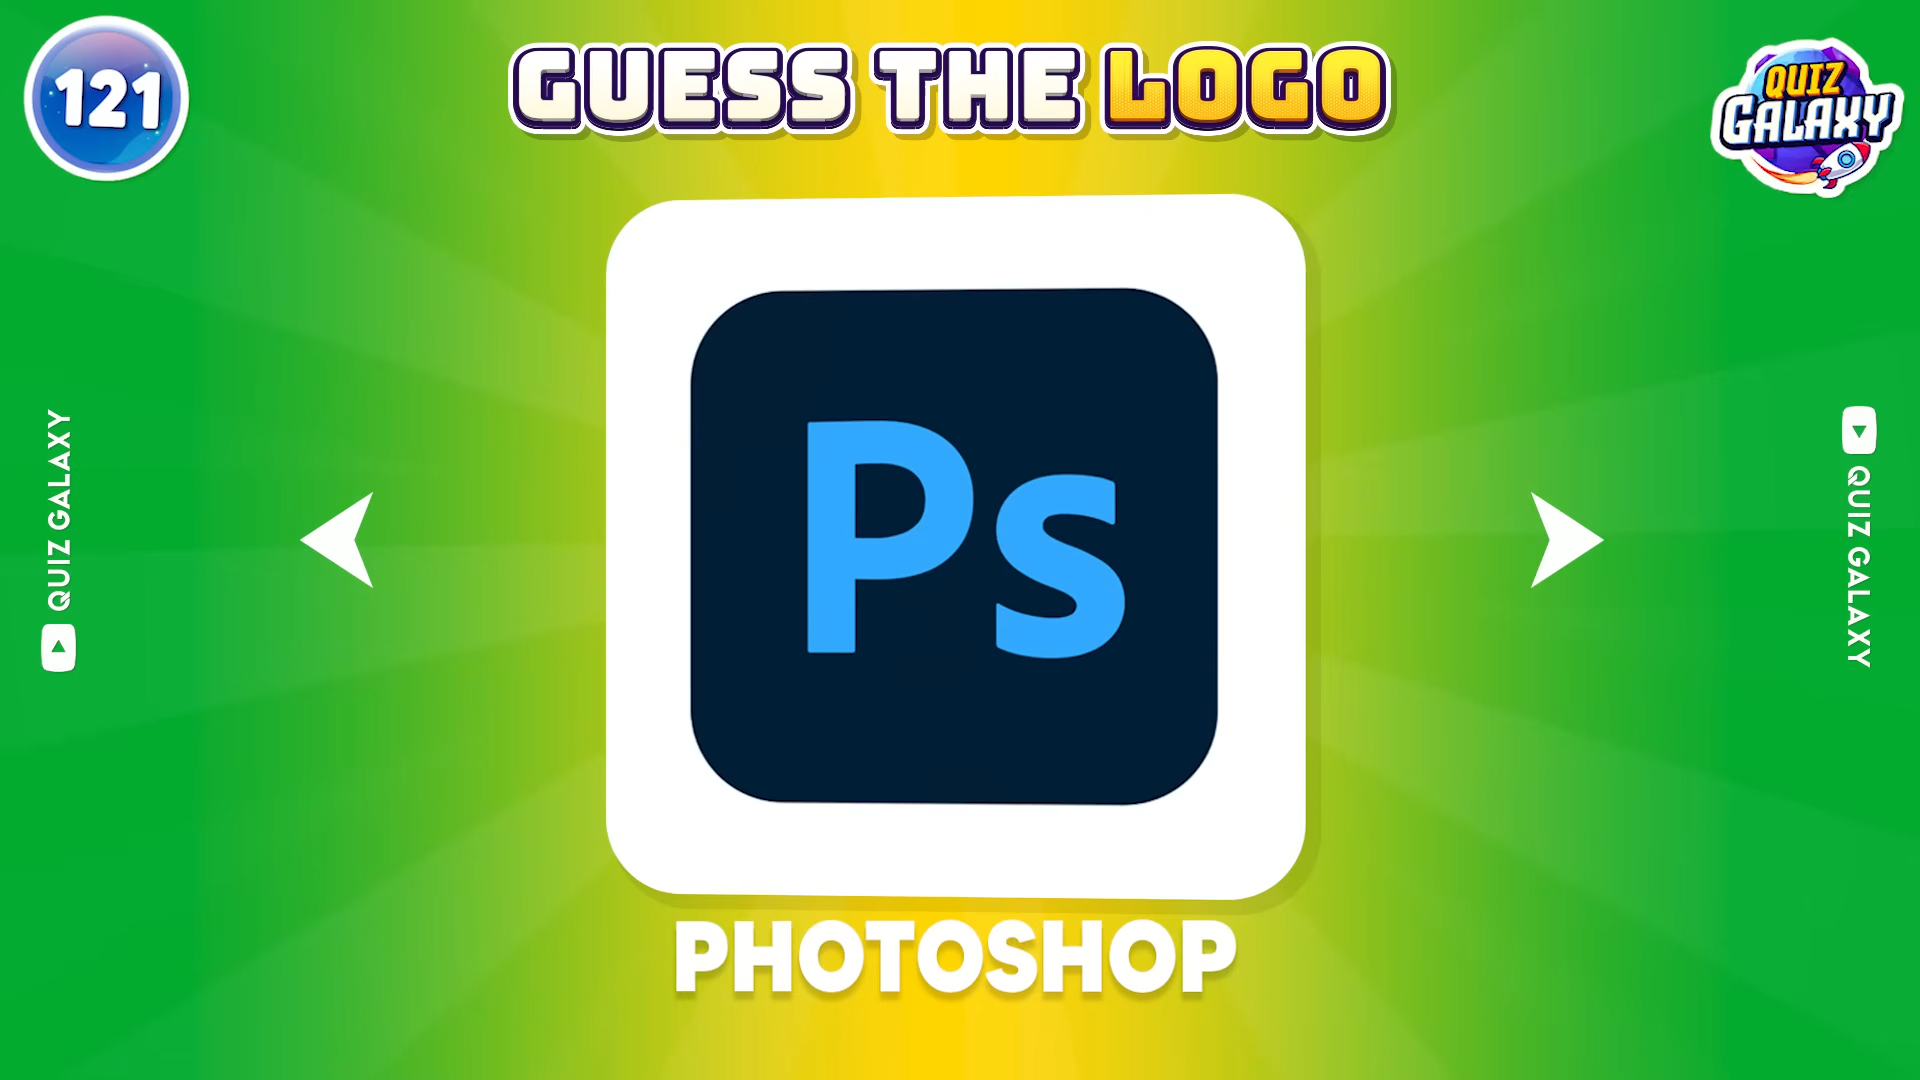 121
GUESS THE LOGO
QUIZ
GALAXY
QUIZ GALAXY
Ps
QUIZ GALAXY
PHOTOSHOP